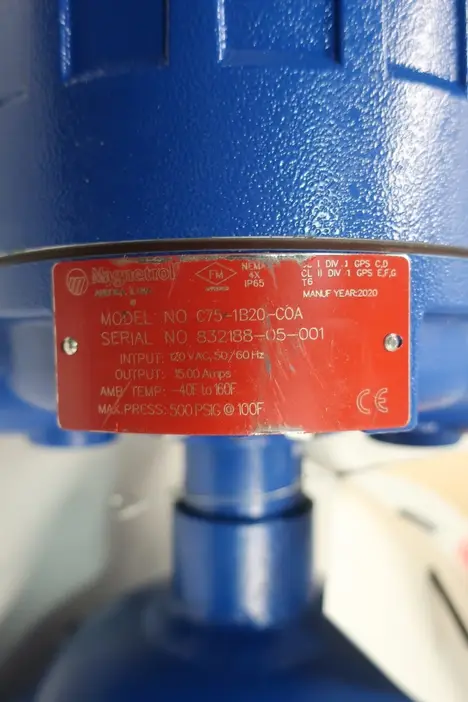 Magnetrol
FM
APPROVED
NEMA
4X
IP65
CL I DIV 1 GPS C,D
CL II DIV 1 GPS E,F,G
T6
MANUF YEAR:2020
MODEL NO C75-1B20-COA
SERIAL NO 832188-05-001
INTPUT: 120 VAC, 50/60 Hz
OUTPUT: 15.00 Amps
AMB TEMP: -40F to 160F
MAX.PRESS: 500 PSIG @ 100F
CE